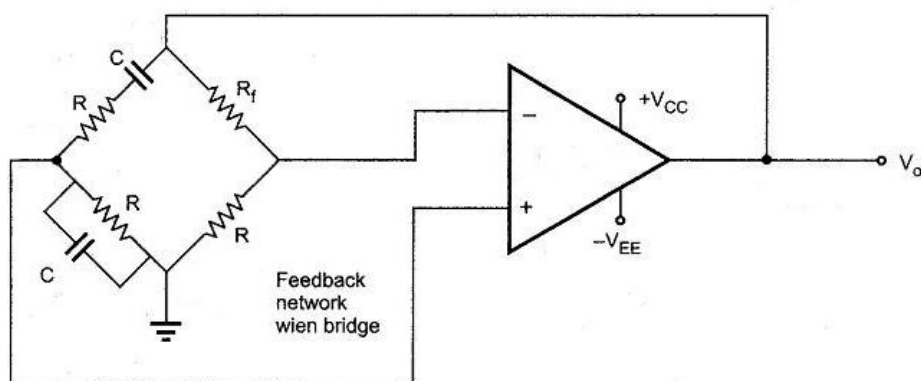 C
R
R_f
−
+V_CC
V_o
R
R
+
−V_EE
C
Feedback
network
wien bridge